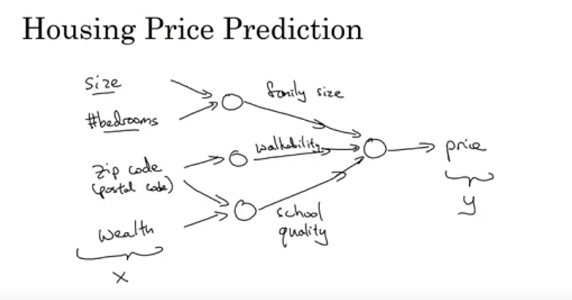 Housing Price Prediction
size
#bedrooms
zip code
(postal code)
wealth
X
family size
walkability
school
quality
price
y